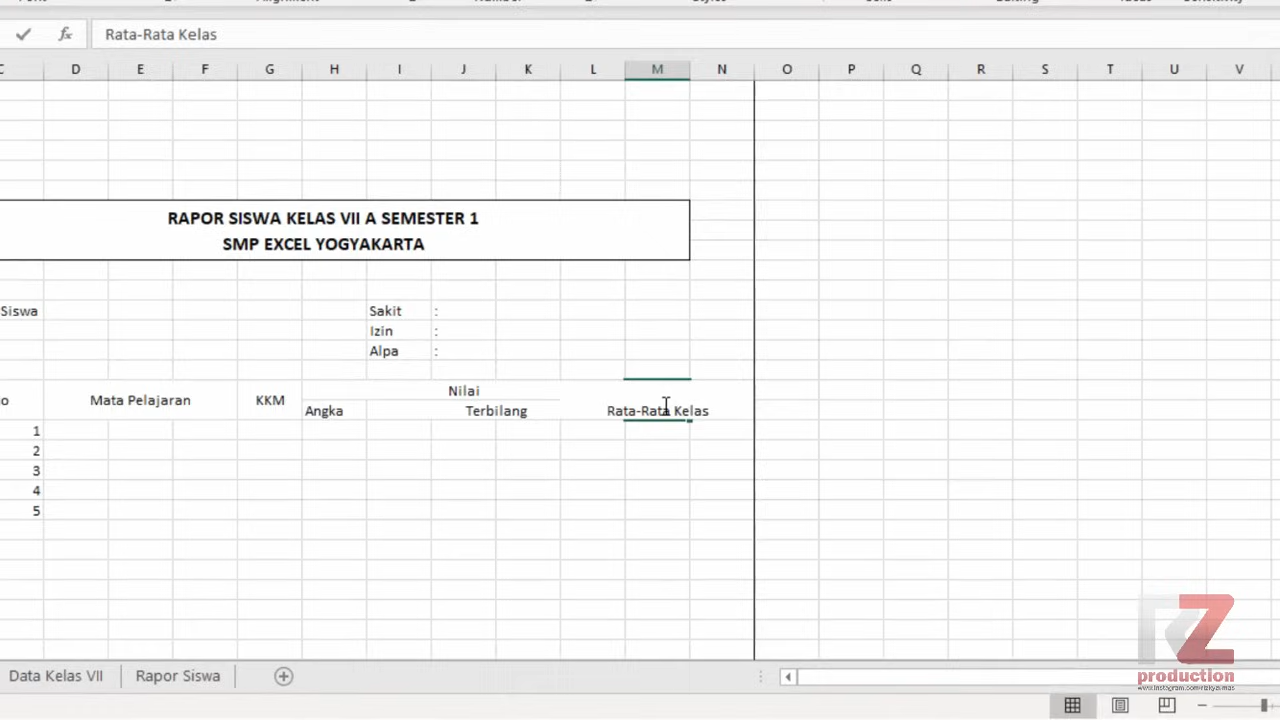 Rata-Rata Kelas
C D E F G H I J K L M N O P Q R S T U V
RAPOR SISWA KELAS VII A SEMESTER 1
SMP EXCEL YOGYAKARTA
Siswa
Sakit :
Izin :
Alpa :
Mata Pelajaran KKM Nilai
Angka Terbilang Rata-Rata Kelas
1
2
3
4
5
RZ
production
Data Kelas VII Rapor Siswa